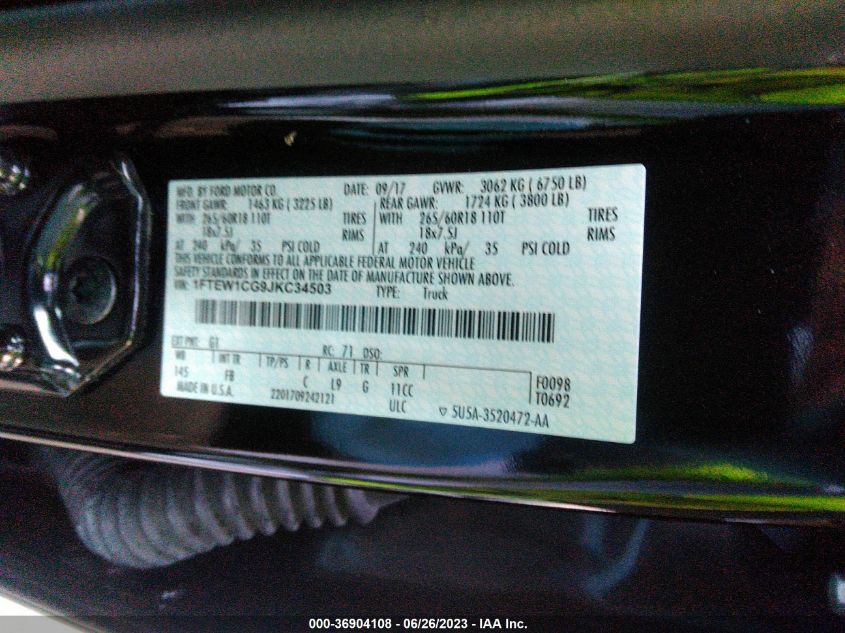 MFD. BY FORD MOTOR CO. DATE: 09/17 GVWR: 3062 KG ( 6750 LB)
FRONT GAWR: 1463 KG ( 3225 LB) REAR GAWR: 1724 KG ( 3800 LB)
WITH 265/60R18 110T TIRES WITH 265/60R18 110T TIRES
18x7.5J RIMS 18x7.5J RIMS
AT 240 kPa/ 35 PSI COLD AT 240 kPa/ 35 PSI COLD
THIS VEHICLE CONFORMS TO ALL APPLICABLE FEDERAL MOTOR VEHICLE
SAFETY STANDARDS IN EFFECT ON THE DATE OF MANUFACTURE SHOWN ABOVE.
VIN: 1FTEW1CG9JKC34503 TYPE: Truck
EXT PNT: G1 RC: 71 DSO:
WB INT TR TP/PS R AXLE TR SPR
145 FB C L9 G 11CC F0098
MADE IN U.S.A. 2201709242121 ULC T0692
▽ 5U5A-3520472-AA
000-36904108 - 06/26/2023 - IAA Inc.